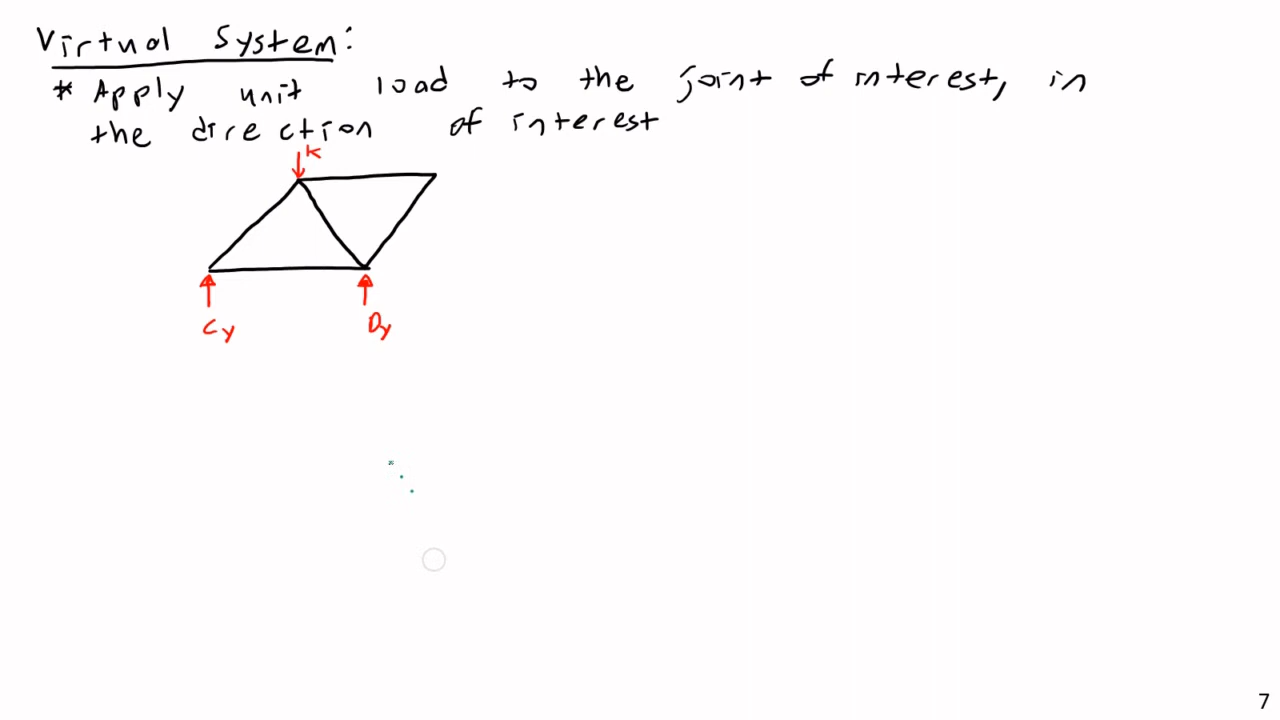 Virtual System:
* Apply unit load to the joint of interest, in
the direction of interest
K
Cy
Dy
7